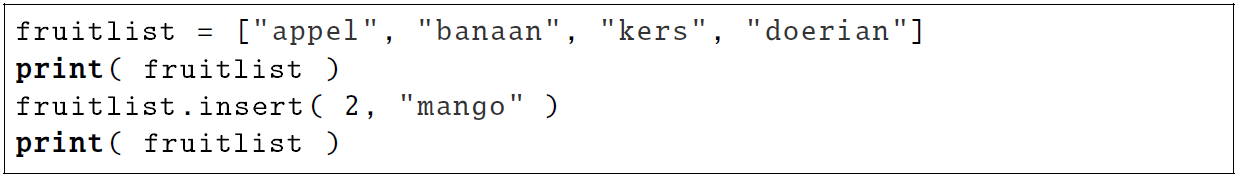 fruitlist = ["appel", "banaan", "kers", "doerian"]
print( fruitlist )
fruitlist.insert( 2, "mango" )
print( fruitlist )